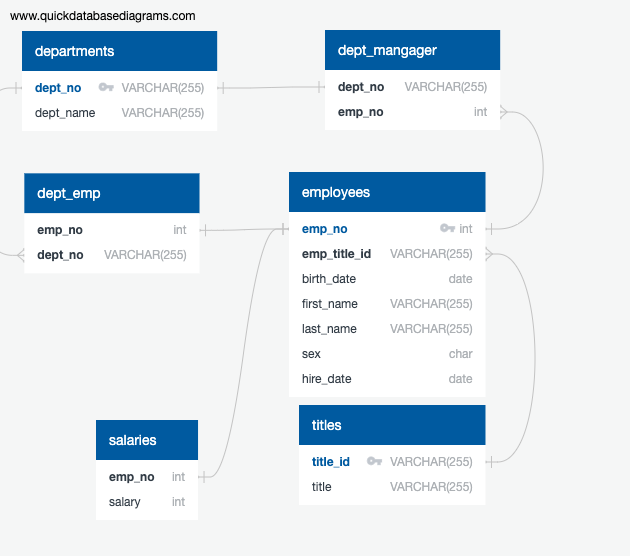 www.quickdatabasediagrams.com
departments
dept_no VARCHAR(255)
dept_name VARCHAR(255)
dept_mangager
dept_no VARCHAR(255)
emp_no int
dept_emp
emp_no int
dept_no VARCHAR(255)
employees
emp_no int
emp_title_id VARCHAR(255)
birth_date date
first_name VARCHAR(255)
last_name VARCHAR(255)
sex char
hire_date date
salaries
emp_no int
salary int
titles
title_id VARCHAR(255)
title VARCHAR(255)